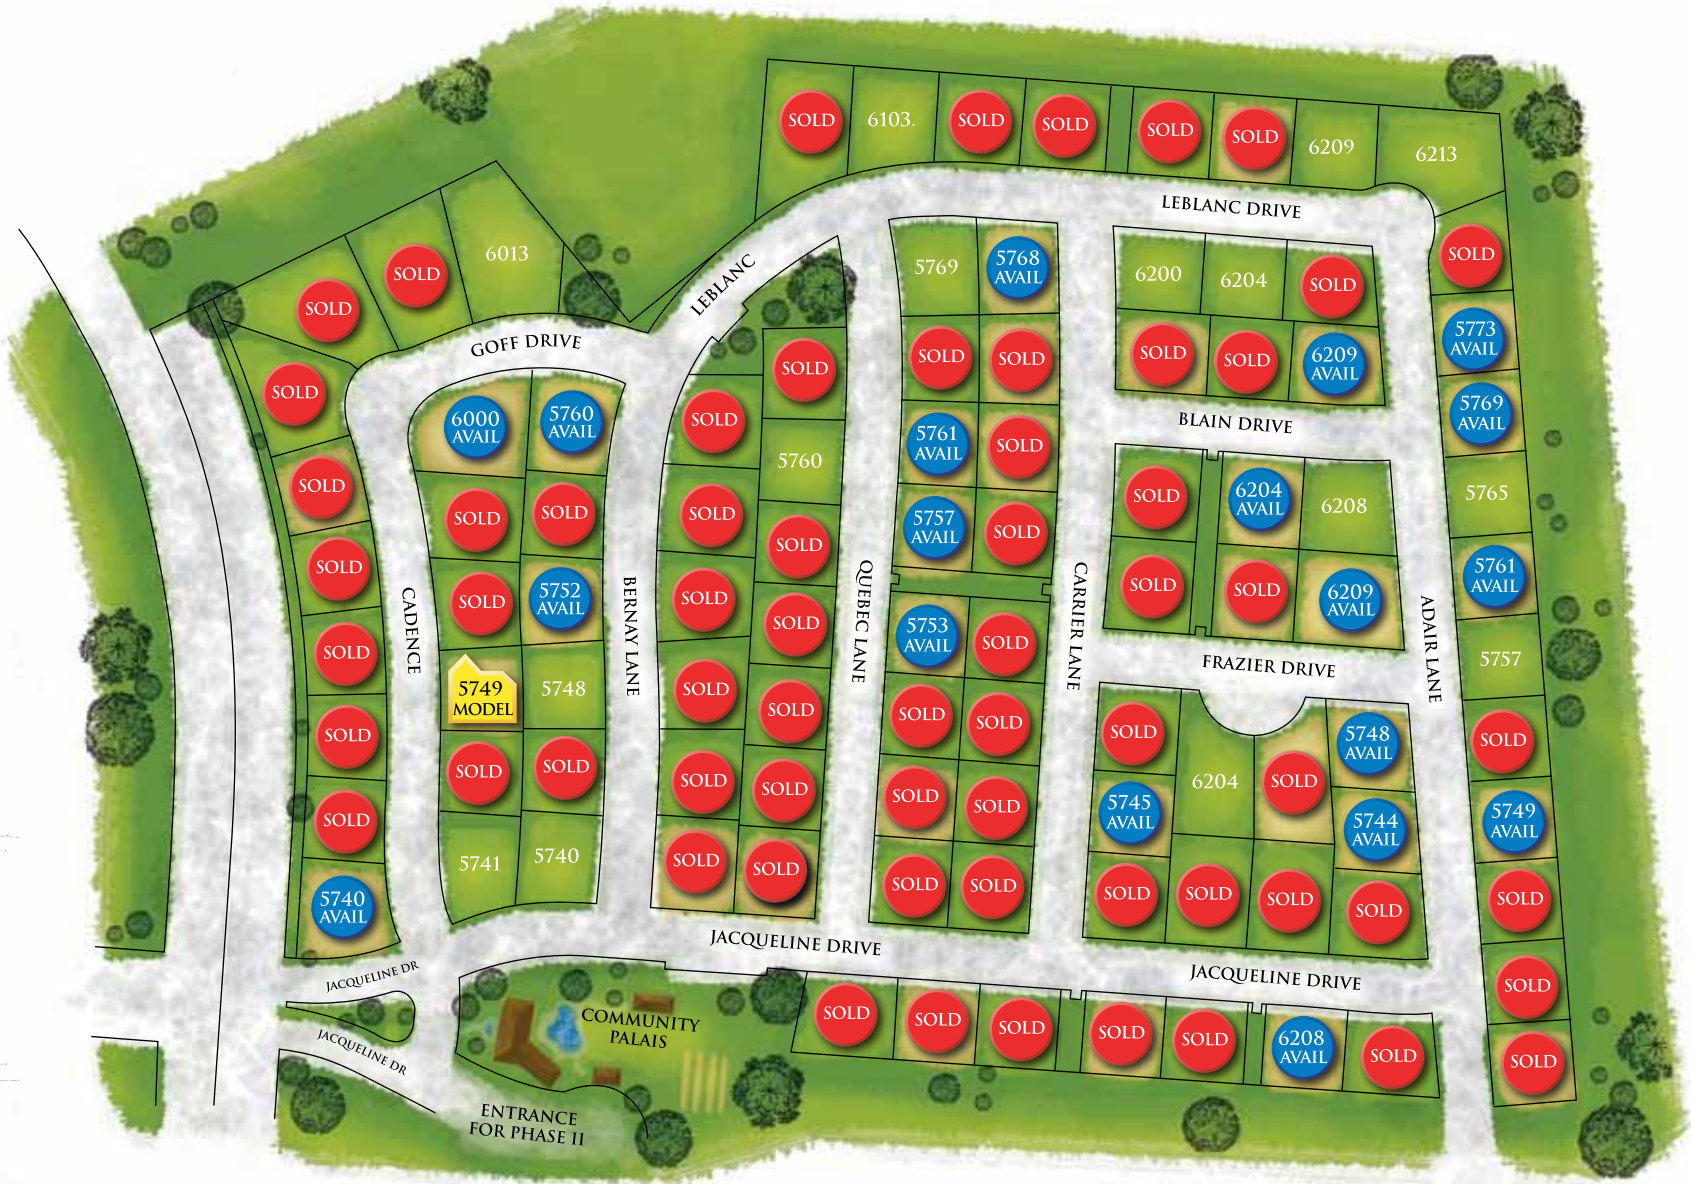 SOLD
6103.
SOLD
SOLD
SOLD
SOLD
6209
6213
LEBLANC DRIVE
SOLD
SOLD
6013
LEBLANC
GOFF DRIVE
SOLD
SOLD
SOLD
SOLD
SOLD
SOLD
SOLD
5740
AVAIL
CADENCE
6000
AVAIL
5760
AVAIL
SOLD
SOLD
SOLD
5752
AVAIL
5749
MODEL
5748
SOLD
SOLD
5741
5740
BERNAY LANE
SOLD
SOLD
5760
SOLD
SOLD
SOLD
SOLD
SOLD
SOLD
SOLD
SOLD
SOLD
SOLD
QUEBEC LANE
5769
5768
AVAIL
SOLD
SOLD
5761
AVAIL
SOLD
5757
AVAIL
SOLD
5753
AVAIL
SOLD
SOLD
SOLD
SOLD
SOLD
SOLD
SOLD
CARRIER LANE
6200
6204
SOLD
SOLD
SOLD
6209
AVAIL
BLAIN DRIVE
SOLD
6204
AVAIL
6208
SOLD
SOLD
6209
AVAIL
FRAZIER DRIVE
SOLD
6204
SOLD
5748
AVAIL
5745
AVAIL
5744
AVAIL
SOLD
SOLD
SOLD
SOLD
ADAIR LANE
SOLD
5773
AVAIL
5769
AVAIL
5765
5761
AVAIL
5757
SOLD
5749
AVAIL
SOLD
SOLD
SOLD
JACQUELINE DRIVE
JACQUELINE DRIVE
JACQUELINE DR
JACQUELINE DR
COMMUNITY
PALAIS
SOLD
SOLD
SOLD
SOLD
SOLD
6208
AVAIL
SOLD
ENTRANCE
FOR PHASE II